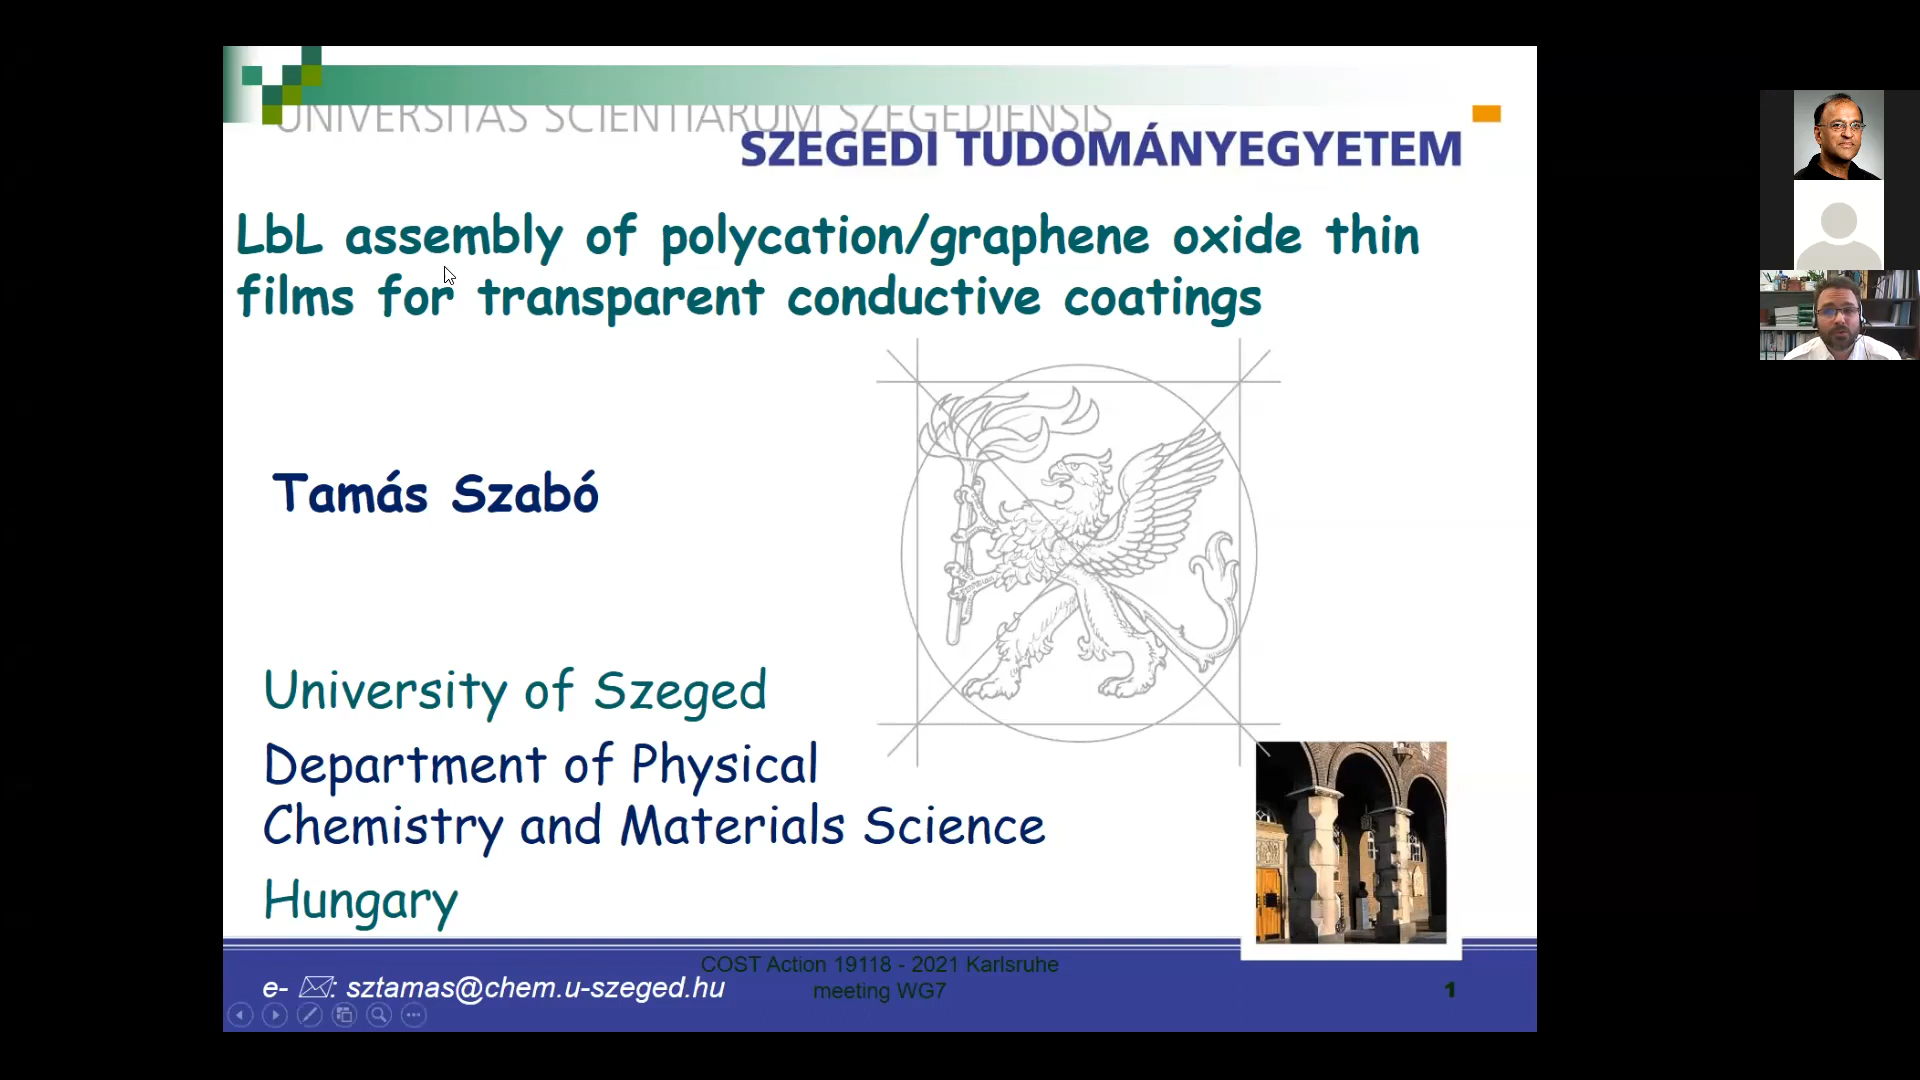 UNIVERSITAS SCIENTIARUM SZEGEDIENSIS
SZEGEDI TUDOMÁNYEGYETEM
LbL assembly of polycation/graphene oxide thin
films for transparent conductive coatings
Tamás Szabó
University of Szeged
Department of Physical
Chemistry and Materials Science
Hungary
e- ✉: sztamas@chem.u-szeged.hu
COST Action 19118 - 2021 Karlsruhe
meeting WG7
1